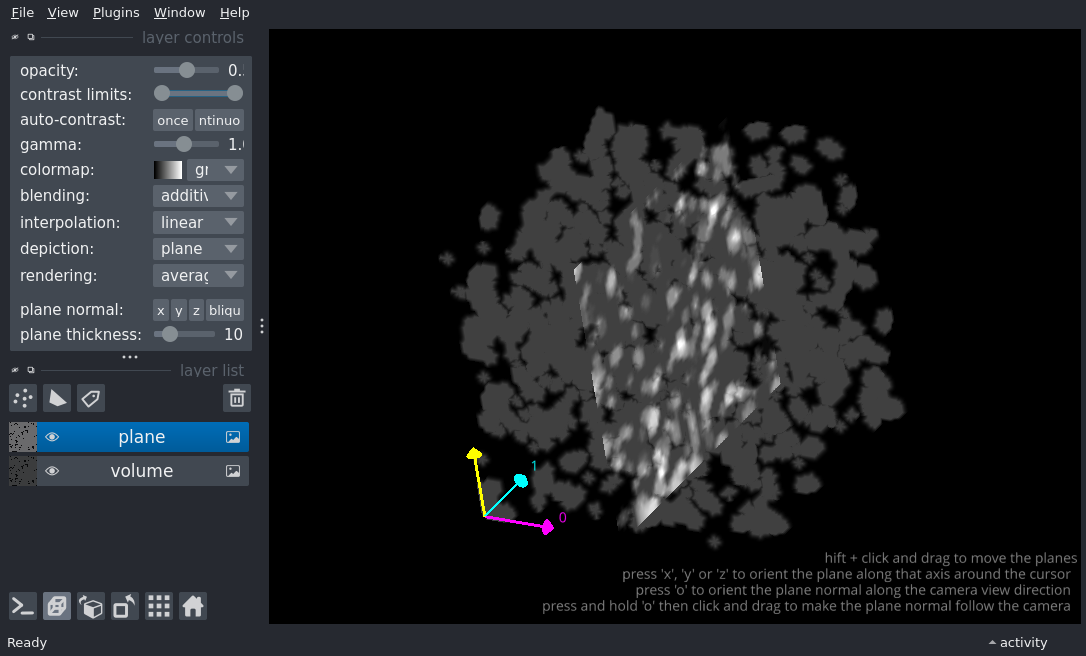 File View Plugins Window Help
layer controls
opacity: 0.
contrast limits:
auto-contrast: once ntinuo
gamma: 1.
colormap: gr
blending: additiv
interpolation: linear
depiction: plane
rendering: averag
plane normal: x y z bliqu
plane thickness: 10
layer list
plane
volume
1
0
hift + click and drag to move the planes
press 'x', 'y' or 'z' to orient the plane along that axis around the cursor
press 'o' to orient the plane normal along the camera view direction
press and hold 'o' then click and drag to make the plane normal follow the camera
Ready activity